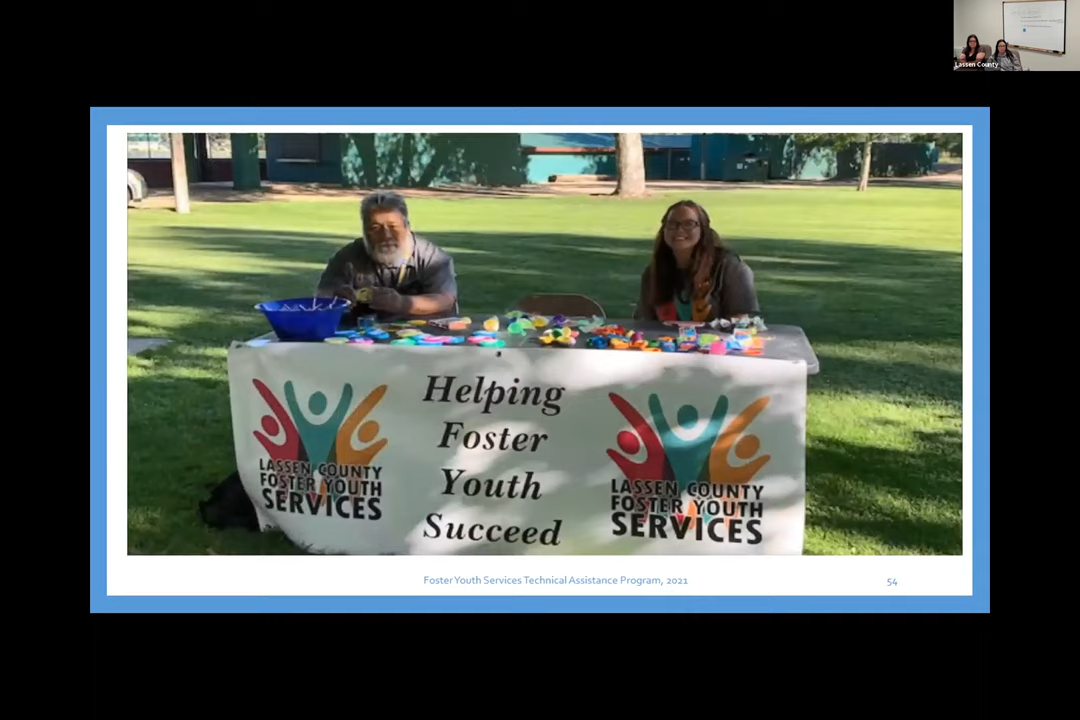 Lassen County
Helping
Foster
Youth
Succeed
LASSEN COUNTY
FOSTER YOUTH
SERVICES
LASSEN COUNTY
FOSTER YOUTH
SERVICES
Foster Youth Services Technical Assistance Program, 2021
54